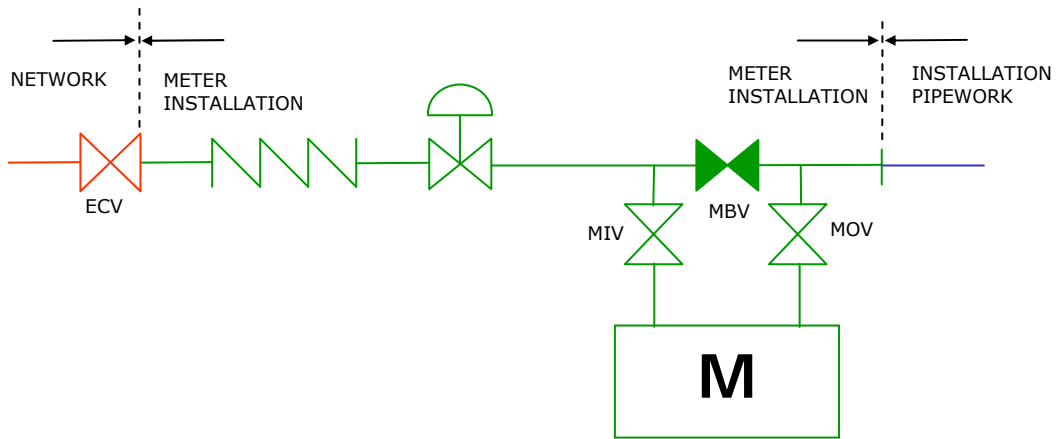 NETWORK
METER
INSTALLATION
METER
INSTALLATION
INSTALLATION
PIPEWORK
ECV
MBV
MIV
MOV
M